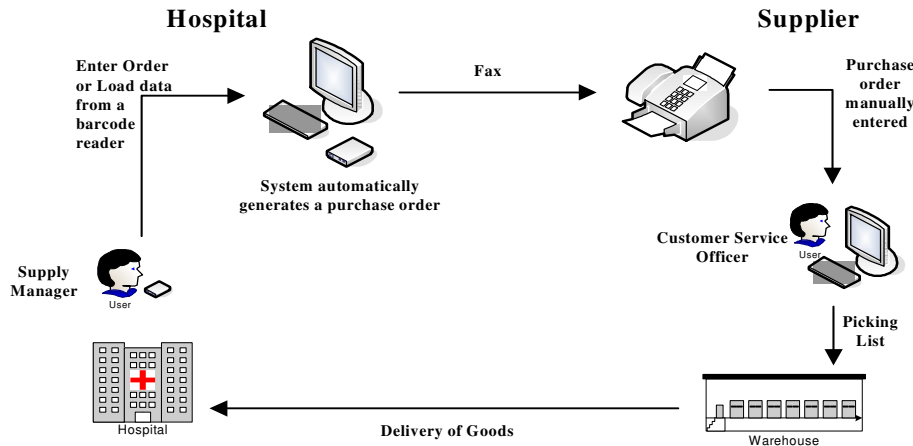 Hospital
Supplier
Enter Order
or Load data
from a
barcode
reader
Fax
Purchase
order
manually
entered
System automatically
generates a purchase order
Customer Service
Officer
User
Supply
Manager
User
Picking
List
Hospital
Delivery of Goods
Warehouse